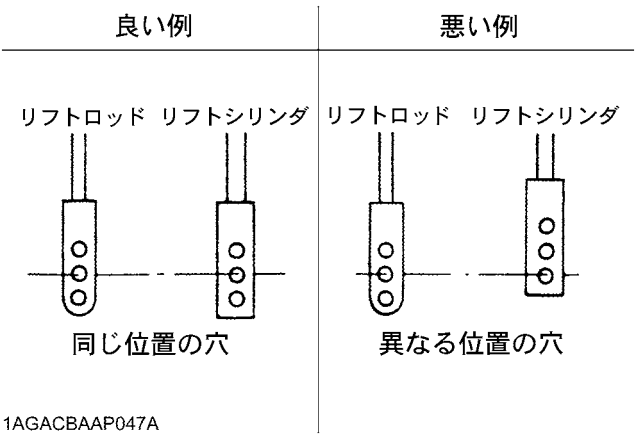 良い例
悪い例
リフトロッド リフトシリンダ
リフトロッド リフトシリンダ
同じ位置の穴
異なる位置の穴
1AGACBAAP047A